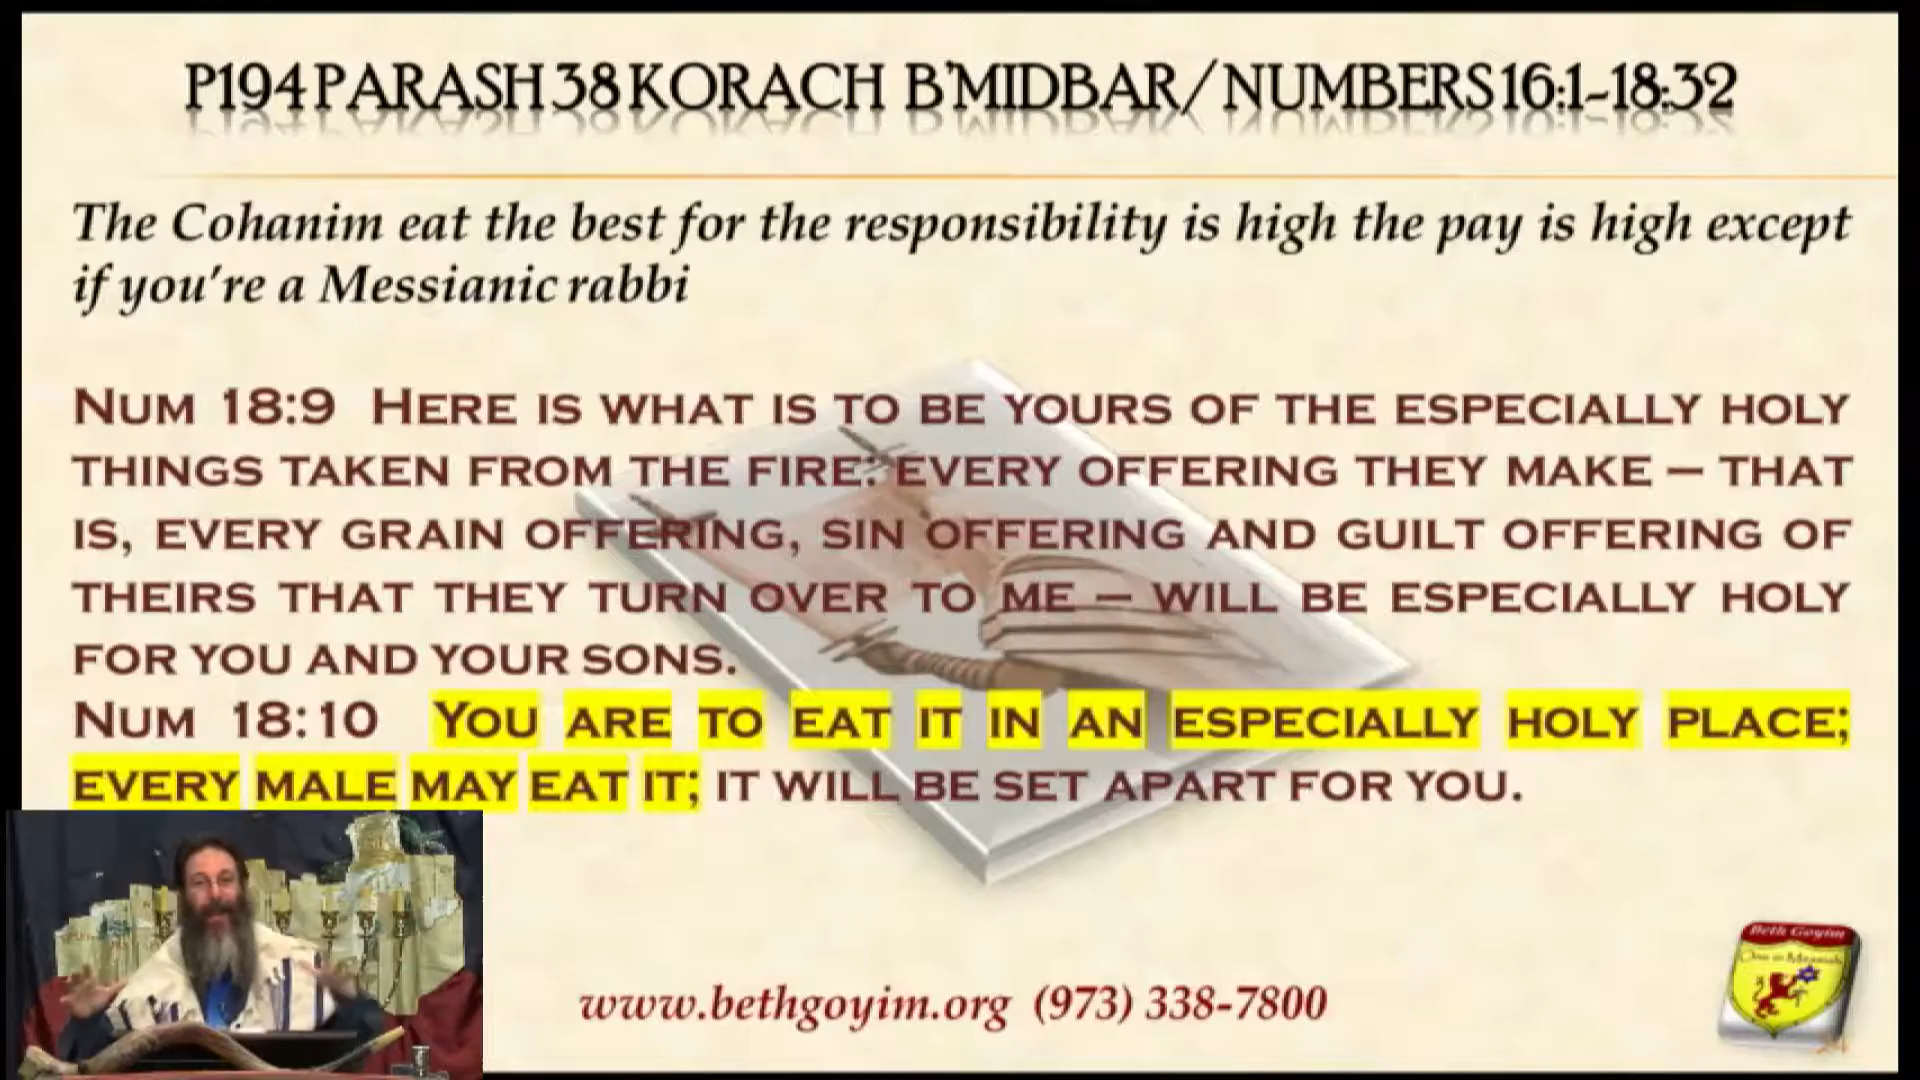 P194 PARASH 38 KORACH B'MIDBAR/NUMBERS 16:1-18:32
The Cohanim eat the best for the responsibility is high the pay is high except
if you're a Messianic rabbi
NUM 18:9 HERE IS WHAT IS TO BE YOURS OF THE ESPECIALLY HOLY
THINGS TAKEN FROM THE FIRE: EVERY OFFERING THEY MAKE — THAT
IS, EVERY GRAIN OFFERING, SIN OFFERING AND GUILT OFFERING OF
THEIRS THAT THEY TURN OVER TO ME — WILL BE ESPECIALLY HOLY
FOR YOU AND YOUR SONS.
NUM 18:10 YOU ARE TO EAT IT IN AN ESPECIALLY HOLY PLACE;
EVERY MALE MAY EAT IT; IT WILL BE SET APART FOR YOU.
www.bethgoyim.org (973) 338-7800
Beth Goyim
One in Messiah